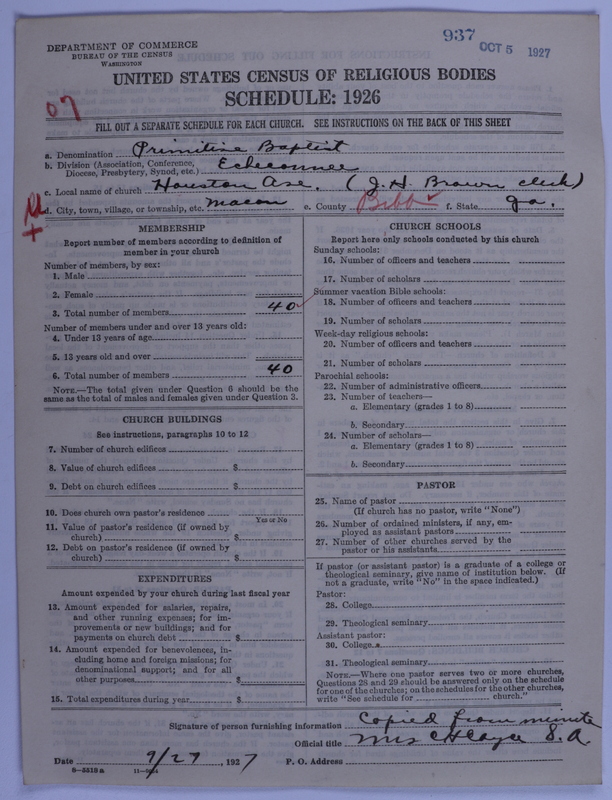 937
OCT 5 1927
DEPARTMENT OF COMMERCE
BUREAU OF THE CENSUS
WASHINGTON
UNITED STATES CENSUS OF RELIGIOUS BODIES
SCHEDULE: 1926
07
FILL OUT A SEPARATE SCHEDULE FOR EACH CHURCH. SEE INSTRUCTIONS ON THE BACK OF THIS SHEET
a. Denomination Primitive Baptist
b. Division (Association, Conference, Diocese, Presbytery, Synod, etc.) Echeconnee
c. Local name of church Houston Ave. (J. H. Brown clerk)
d. City, town, village, or township, etc. Macon e. County Bibb f. State Ga.
MEMBERSHIP
Report number of members according to definition of
member in your church
Number of members, by sex:
1. Male
2. Female
3. Total number of members 40
Number of members under and over 13 years old:
4. Under 13 years of age
5. 13 years old and over
6. Total number of members 40
NOTE.—The total given under Question 6 should be the
same as the total of males and females given under Question 3.
CHURCH BUILDINGS
See instructions, paragraphs 10 to 12
7. Number of church edifices
8. Value of church edifices $
9. Debt on church edifices $
10. Does church own pastor's residence
Yes or No
11. Value of pastor's residence (if owned by
church) $
12. Debt on pastor's residence (if owned by
church) $
EXPENDITURES
Amount expended by your church during last fiscal year
13. Amount expended for salaries, repairs,
and other running expenses; for im-
provements or new buildings; and for
payments on church debt $
14. Amount expended for benevolences, in-
cluding home and foreign missions; for
denominational support; and for all
other purposes $
15. Total expenditures during year $
CHURCH SCHOOLS
Report here only schools conducted by this church
Sunday schools:
16. Number of officers and teachers
17. Number of scholars
Summer vacation Bible schools:
18. Number of officers and teachers
19. Number of scholars
Week-day religious schools:
20. Number of officers and teachers
21. Number of scholars
Parochial schools:
22. Number of administrative officers
23. Number of teachers—
a. Elementary (grades 1 to 8)
b. Secondary
24. Number of scholars—
a. Elementary (grades 1 to 8)
b. Secondary
PASTOR
25. Name of pastor
(If church has no pastor, write "None")
26. Number of ordained ministers, if any, em-
ployed as assistant pastors
27. Number of other churches served by the
pastor or his assistants
If pastor (or assistant pastor) is a graduate of a college or
theological seminary, give name of institution below. (If
not a graduate, write "No" in the space indicated.)
Pastor:
28. College
29. Theological seminary
Assistant pastor:
30. College
31. Theological seminary
NOTE.—Where one pastor serves two or more churches,
Questions 28 and 29 should be answered only on the schedule
for one of the churches; on the schedules for the other churches,
write "See schedule for church."
Signature of person furnishing information Copied from minute
Official title Mrs C H Cayce S. A.
Date 9/27, 1927 P. O. Address
8—5518 a